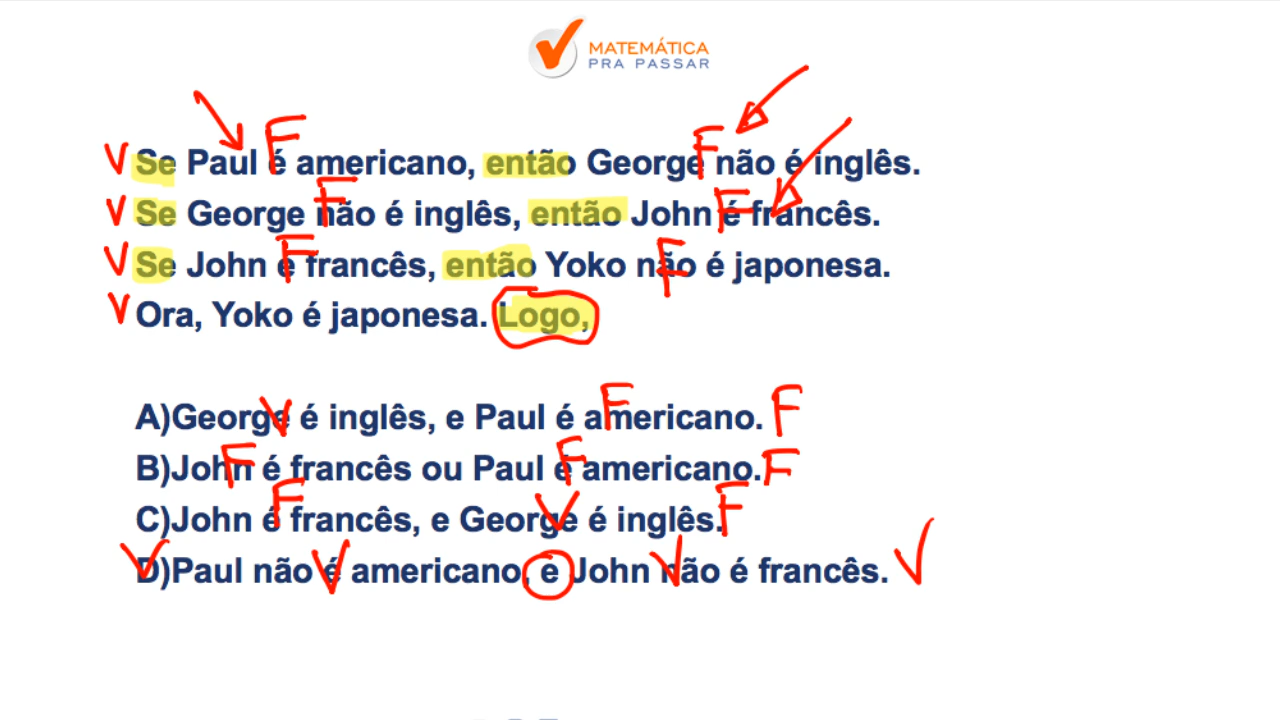 MATEMÁTICA
PRA PASSAR
F F
V Se Paul é americano, então George não é inglês.
F F
V Se George não é inglês, então John é francês.
F F
V Se John é francês, então Yoko não é japonesa.
V Ora, Yoko é japonesa. Logo,
V F F
A)George é inglês, e Paul é americano.
F F F
B)John é francês ou Paul é americano.
F V F
C)John é francês, e George é inglês.
V V V V
D)Paul não é americano, e John não é francês.